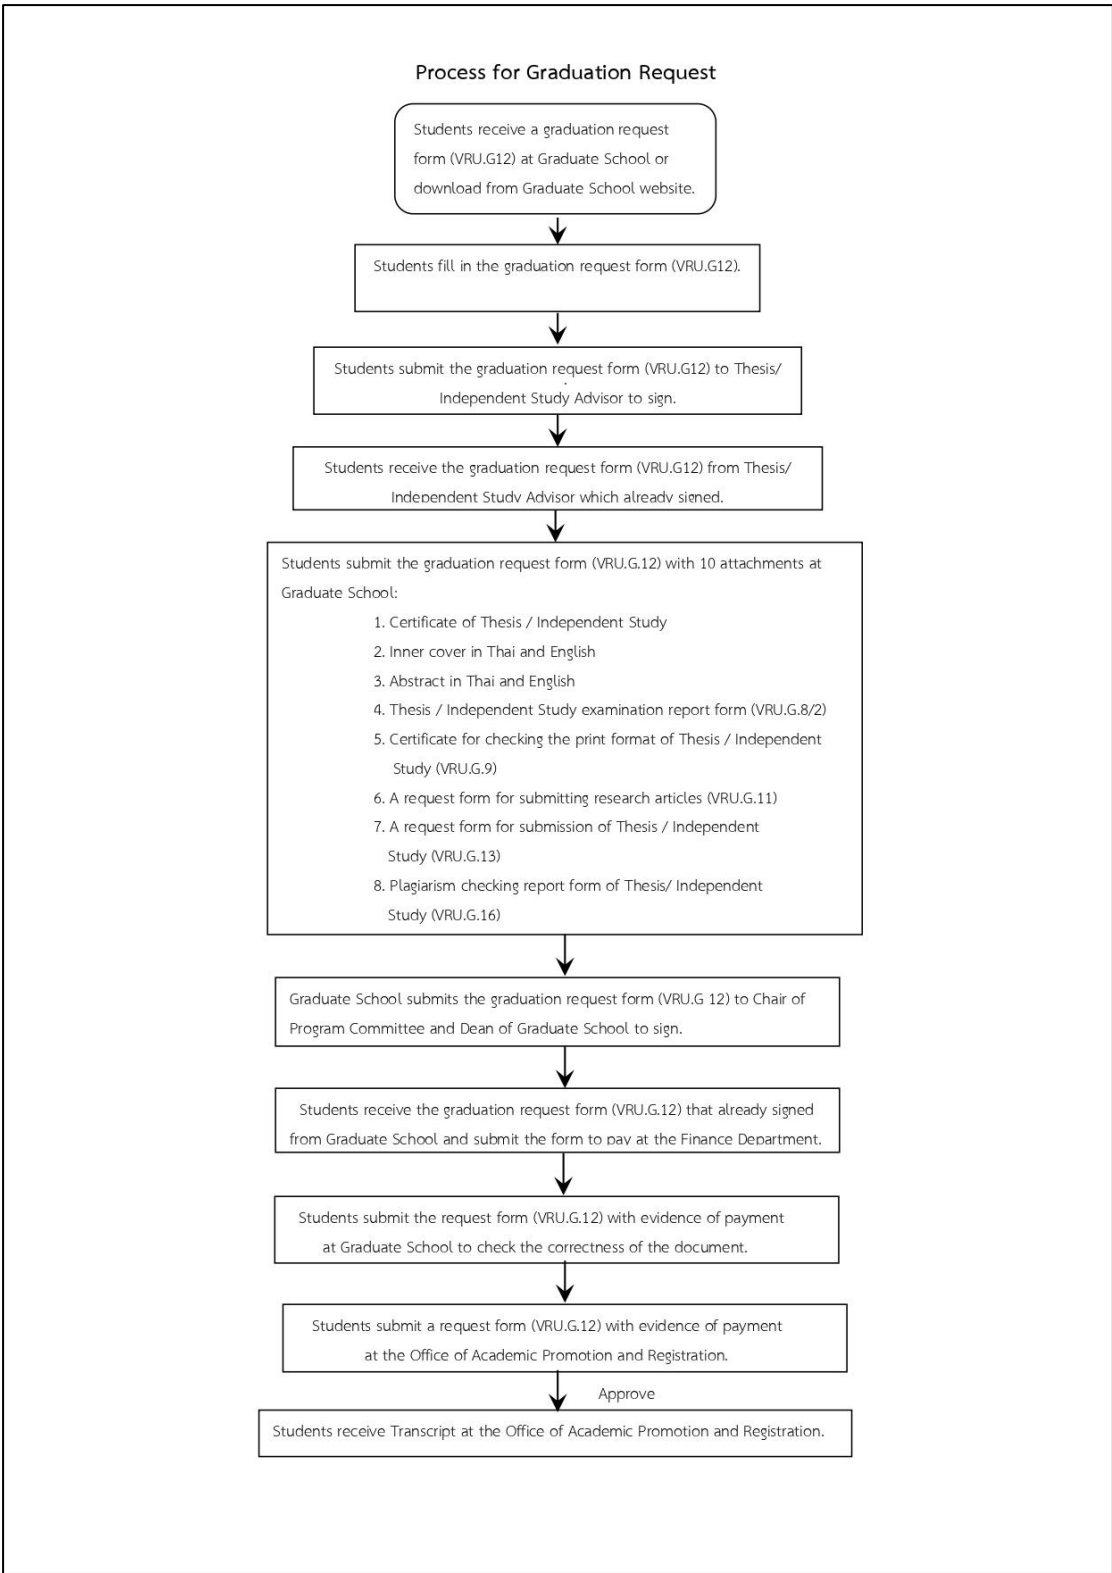 Process for Graduation Request
Students receive a graduation request
form (VRU.G12) at Graduate School or
download from Graduate School website.
Students fill in the graduation request form (VRU.G12).
Students submit the graduation request form (VRU.G12) to Thesis/
Independent Study Advisor to sign.
Students receive the graduation request form (VRU.G12) from Thesis/
Independent Study Advisor which already signed.
Students submit the graduation request form (VRU.G.12) with 10 attachments at
Graduate School:
1. Certificate of Thesis / Independent Study
2. Inner cover in Thai and English
3. Abstract in Thai and English
4. Thesis / Independent Study examination report form (VRU.G.8/2)
5. Certificate for checking the print format of Thesis / Independent
Study (VRU.G.9)
6. A request form for submitting research articles (VRU.G.11)
7. A request form for submission of Thesis / Independent
Study (VRU.G.13)
8. Plagiarism checking report form of Thesis/ Independent
Study (VRU.G.16)
Graduate School submits the graduation request form (VRU.G 12) to Chair of
Program Committee and Dean of Graduate School to sign.
Students receive the graduation request form (VRU.G.12) that already signed
from Graduate School and submit the form to pay at the Finance Department.
Students submit the request form (VRU.G.12) with evidence of payment
at Graduate School to check the correctness of the document.
Students submit a request form (VRU.G.12) with evidence of payment
at the Office of Academic Promotion and Registration.
Approve
Students receive Transcript at the Office of Academic Promotion and Registration.